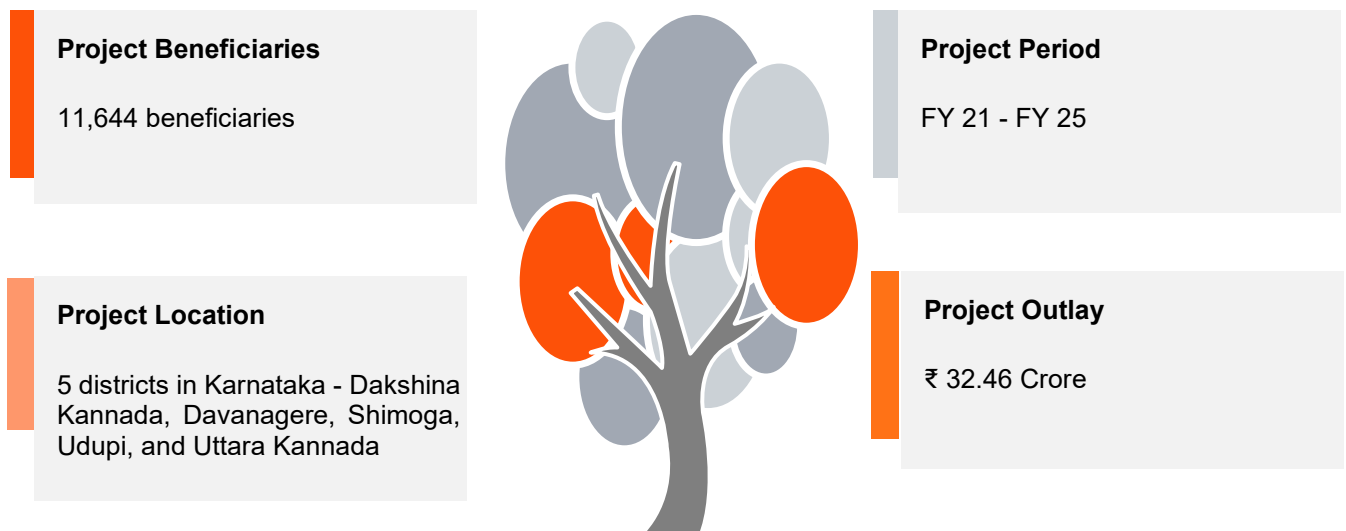 Project Beneficiaries
11,644 beneficiaries
Project Period
FY 21 - FY 25
Project Location
5 districts in Karnataka - Dakshina
Kannada, Davanagere, Shimoga,
Udupi, and Uttara Kannada
Project Outlay
₹ 32.46 Crore